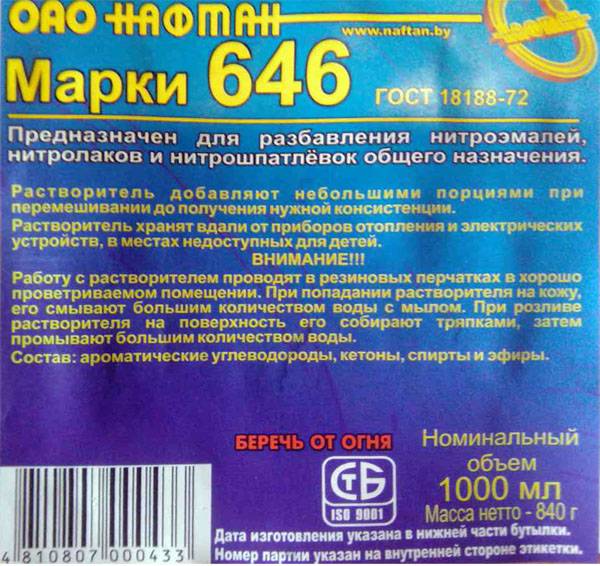 ОАО НАФТАН
www.naftan.by
Марки 646 ГОСТ 18188-72
Предназначен для разбавления нитроэмалей,
нитролаков и нитрошпатлёвок общего назначения.
Растворитель добавляют небольшими порциями при
перемешивании до получения нужной консистенции.
Растворитель хранят вдали от приборов отопления и электрических
устройств, в местах недоступных для детей.
ВНИМАНИЕ!!!
Работу с растворителем проводят в резиновых перчатках в хорошо
проветриваемом помещении. При попадании растворителя на кожу,
его смывают большим количеством воды с мылом. При розливе
растворителя на поверхность его собирают тряпками, затем
промывают большим количеством воды.
Состав: ароматические углеводороды, кетоны, спирты и эфиры.
БЕРЕЧЬ ОТ ОГНЯ
СТБ
ISO 9001
Номинальный
объем
1000 мл
Масса нетто - 840 г
Дата изготовления указана в нижней части бутылки.
Номер партии указан на внутренней стороне этикетки.
4 810807 000433